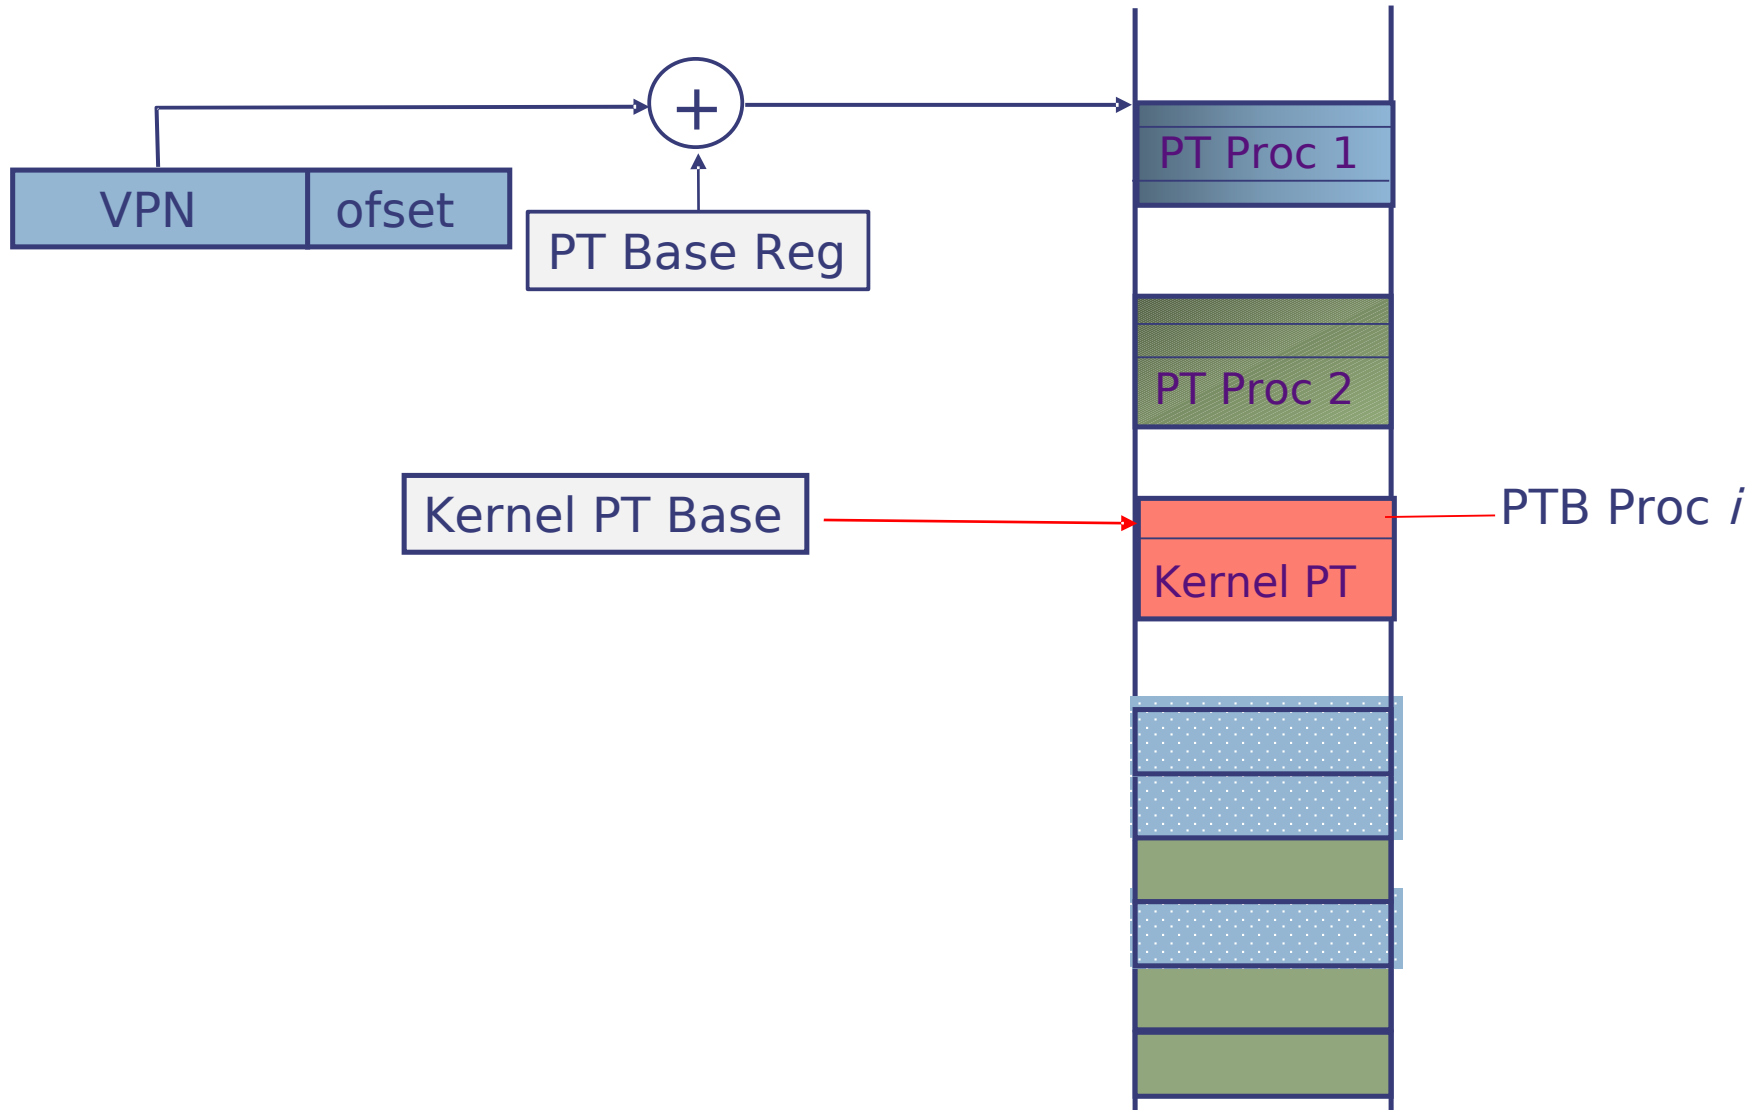 +
PT Proc 1
VPN
ofset
PT Base Reg
PT Proc 2
Kernel PT Base
PTB Proc i
Kernel PT